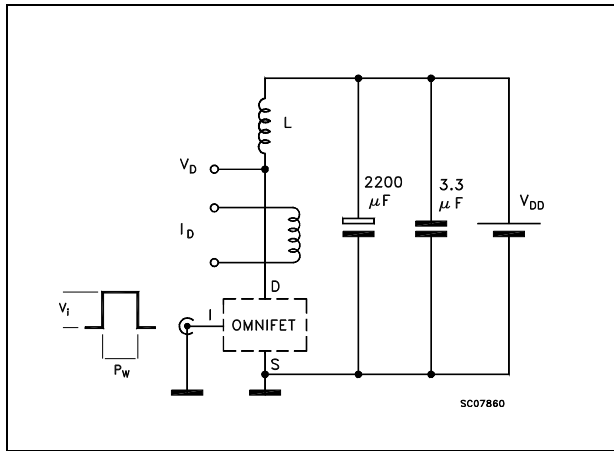 L
V_D
2200
μF
3.3
μF
V_DD
I_D
D
V_i
I
OMNIFET
P_W
S
SC07860